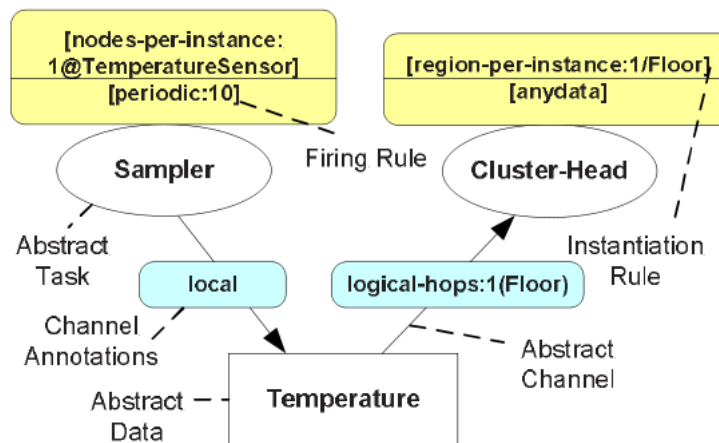 [nodes-per-instance:
1@TemperatureSensor]
[periodic:10]
[region-per-instance:1/Floor]
[anydata]
Firing Rule
Sampler
Cluster-Head
Abstract
Task
Instantiation
Rule
local
logical-hops:1(Floor)
Channel
Annotations
Abstract
Channel
Abstract
Data
Temperature